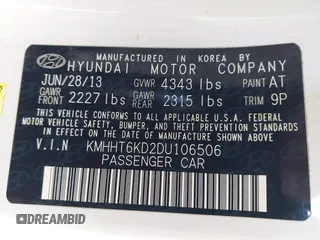 MANUFACTURED IN KOREA BY
HYUNDAI MOTOR COMPANY
JUN/28/13 GVWR 4343 lbs PAINT AT
GAWR FRONT 2227 lbs GAWR REAR 2315 lbs TRIM 9P
THIS VEHICLE CONFORMS TO ALL APPLICABLE U.S.A. FEDERAL
MOTOR VEHICLE SAFETY, BUMPER, AND THEFT PREVENTION
STANDARDS IN EFFECT ON THE DATE OF MANUFACTURE SHOWN ABOVE.
V.I.N KMHHT6KD2DU106506
PASSENGER CAR
DREAMBID